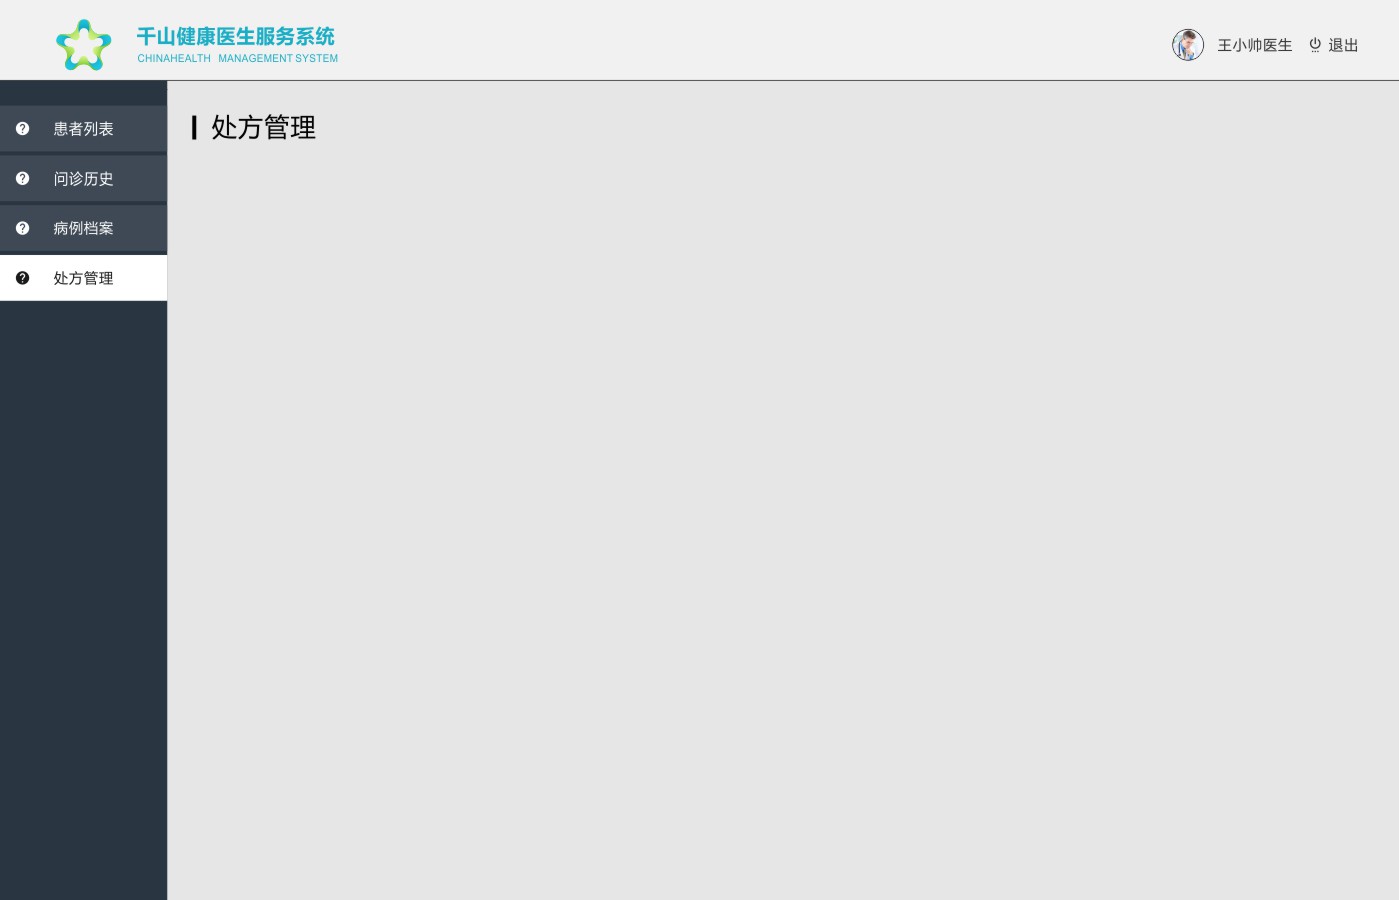 千山健康医生服务系统
CHINAHEALTH MANAGEMENT SYSTEM
王小帅医生 退出
患者列表
问诊历史
病例档案
处方管理
处方管理